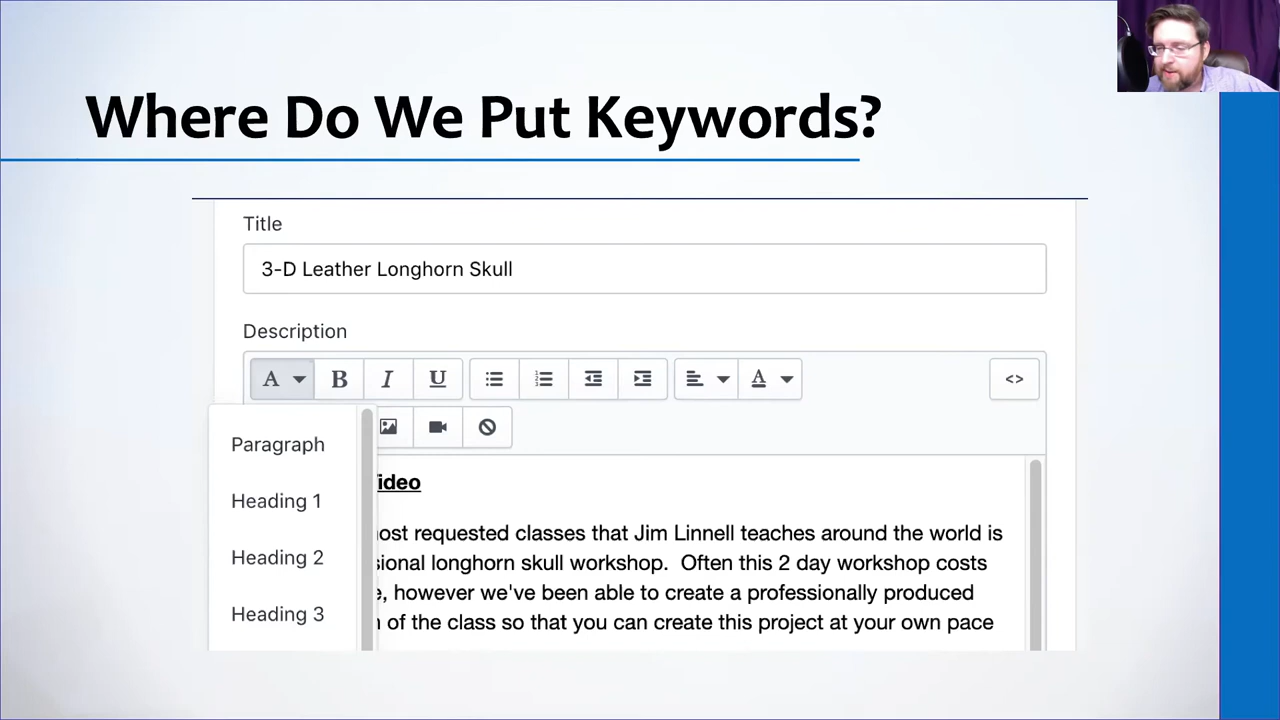 Where Do We Put Keywords?
Title
3-D Leather Longhorn Skull
Description
A B I U A <>
Paragraph
Heading 1
Heading 2
Heading 3
ideo
ost requested classes that Jim Linnell teaches around the world is
sional longhorn skull workshop. Often this 2 day workshop costs
e, however we've been able to create a professionally produced
of the class so that you can create this project at your own pace